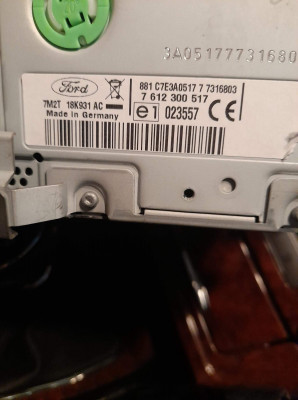 3A05177731680
Ford
881 C7E3A0517 7 7316803
7 612 300 517
7M2T 18K931 AC
Made in Germany
e1 023557 CE